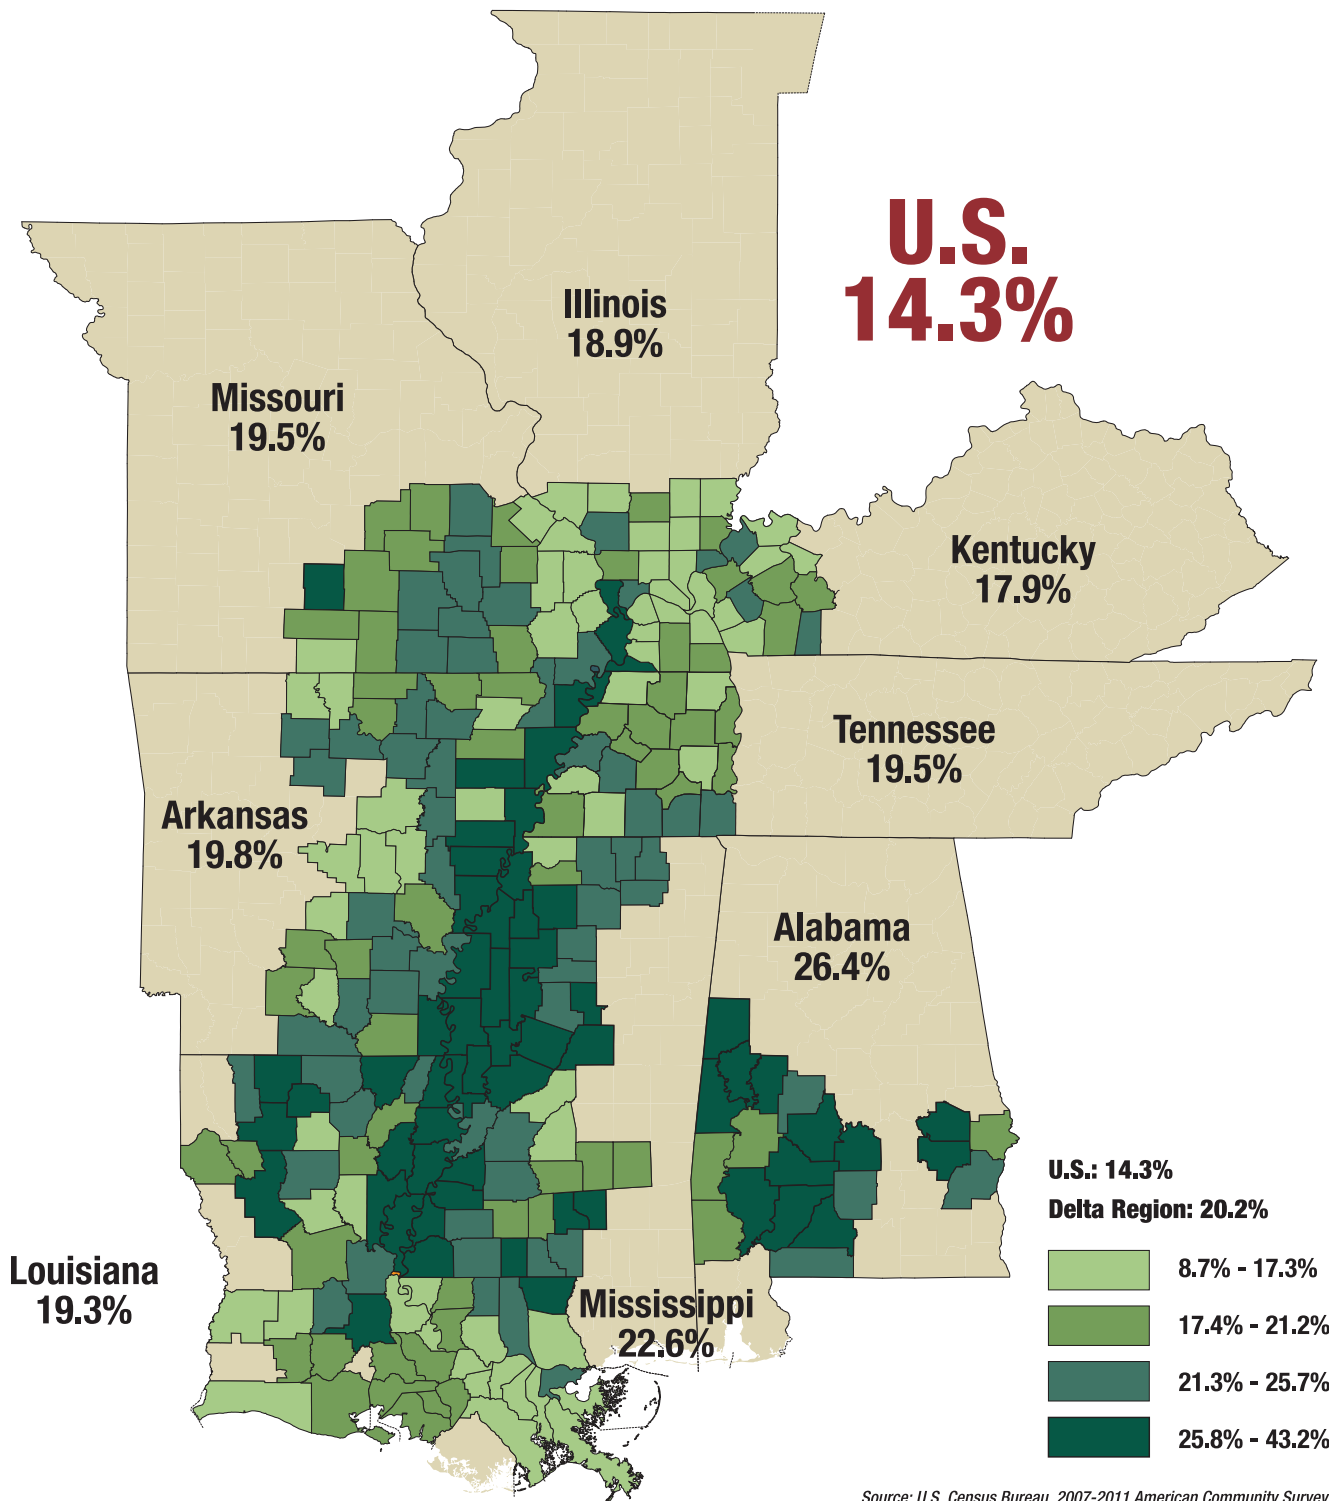 U.S.
14.3%
Illinois
18.9%
Missouri
19.5%
Kentucky
17.9%
Tennessee
19.5%
Arkansas
19.8%
Alabama
26.4%
Louisiana
19.3%
Mississippi
22.6%
U.S.: 14.3%
Delta Region: 20.2%
8.7% - 17.3%
17.4% - 21.2%
21.3% - 25.7%
25.8% - 43.2%
Source: U.S. Census Bureau, 2007-2011 American Community Survey